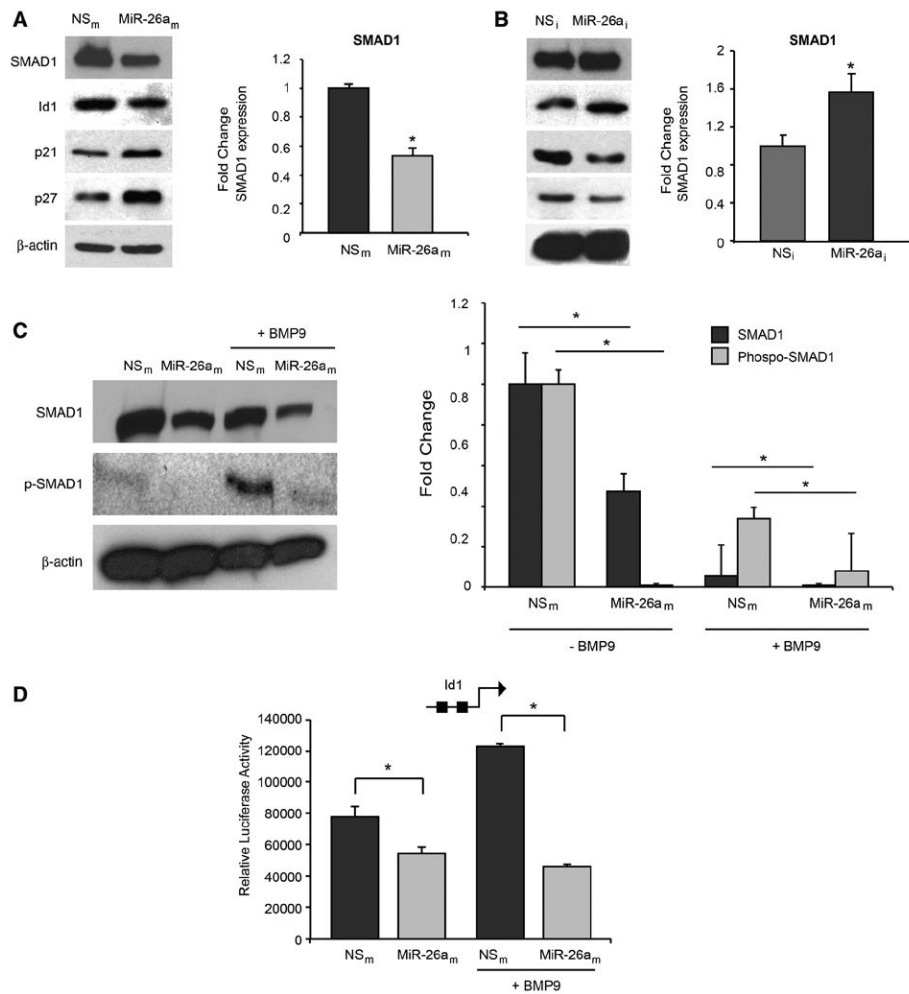 A
NSm MiR-26am
SMAD1
Id1
p21
p27
β-actin
SMAD1
Fold Change
SMAD1 expression
1.2
1
0.8
0.6
0.4
0.2
0
NSm MiR-26am
*
B
NSi MiR-26ai
SMAD1
Fold Change
SMAD1 expression
2
1.6
1.2
0.8
0.4
0
NSi MiR-26ai
*
C
+ BMP9
NSm MiR-26am NSm MiR-26am
SMAD1
p-SMAD1
β-actin
Fold Change
1.2
0.8
0.6
0.4
0.2
0
* *
* *
SMAD1
Phospo-SMAD1
NSm MiR-26am NSm MiR-26am
- BMP9 + BMP9
D
Id1
Relative Luciferase Activity
140000
120000
100000
80000
60000
40000
20000
0
* *
NSm MiR-26am NSm MiR-26am
+ BMP9